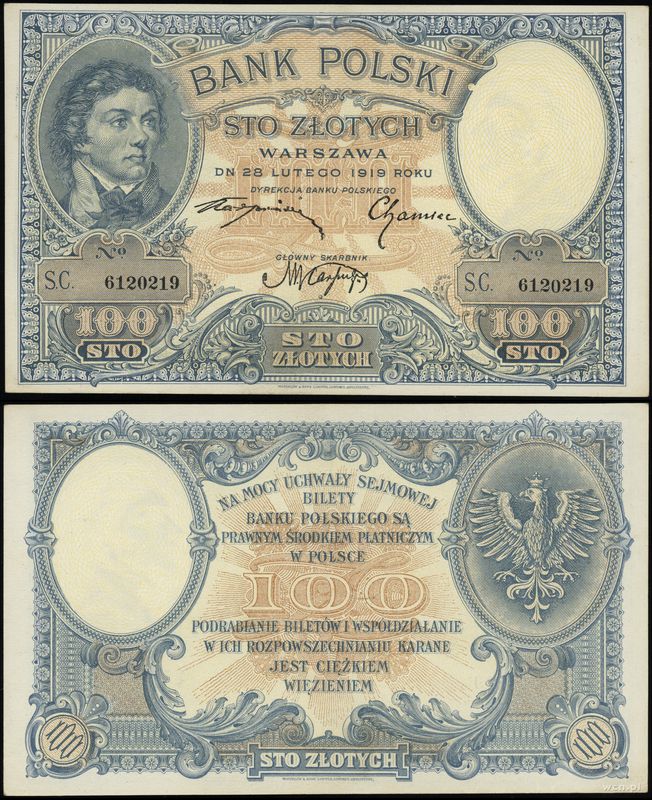 BANK POLSKI
STO ZŁOTYCH
WARSZAWA
DN 28 LUTEGO 1919 ROKU
DYREKCJA BANKU POLSKIEGO
GŁÓWNY SKARBNIK
No
S.C. 6120219
No
S.C. 6120219
100
STO
STO
ZŁOTYCH
100
STO
NA MOCY UCHWAŁY SEJMOWEJ
BILETY
BANKU POLSKIEGO SĄ
PRAWNYM ŚRODKIEM PŁATNICZYM
W POLSCE
100
PODRABIANIE BILETÓW I WSPÓŁDZIAŁANIE
W ICH ROZPOWSZECHNIANIU KARANE
JEST CIĘŻKIEM
WIĘZIENIEM
100
STO ZŁOTYCH
100
wcn.pl